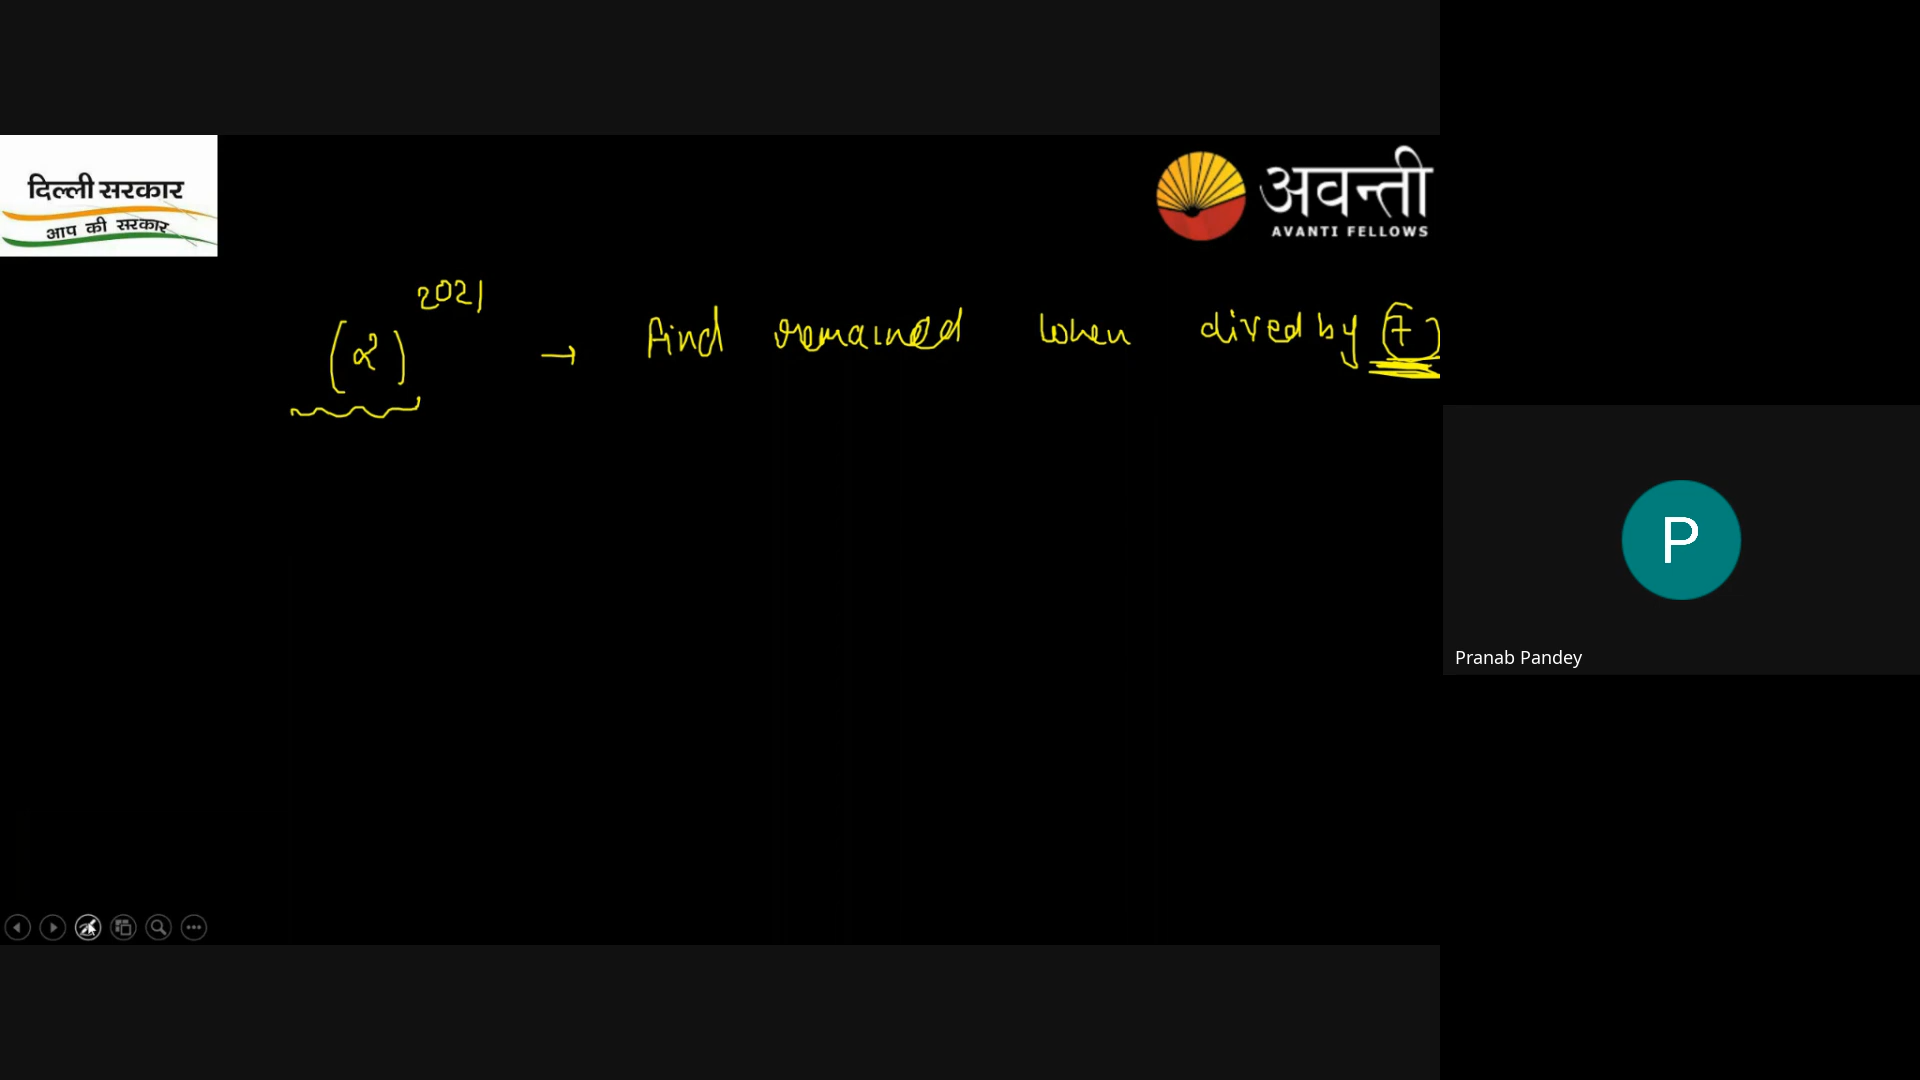 दिल्ली सरकार
आप की सरकार
अवन्ती
AVANTI FELLOWS
(2)^2021 → find remained when dived by (7)
Pranab Pandey
P